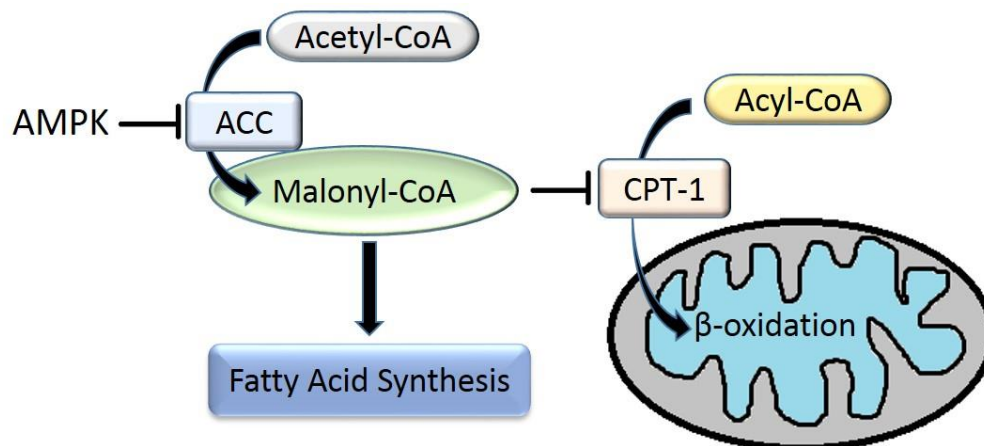 Acetyl-CoA
Acyl-CoA
AMPK
ACC
Malonyl-CoA
CPT-1
β-oxidation
Fatty Acid Synthesis